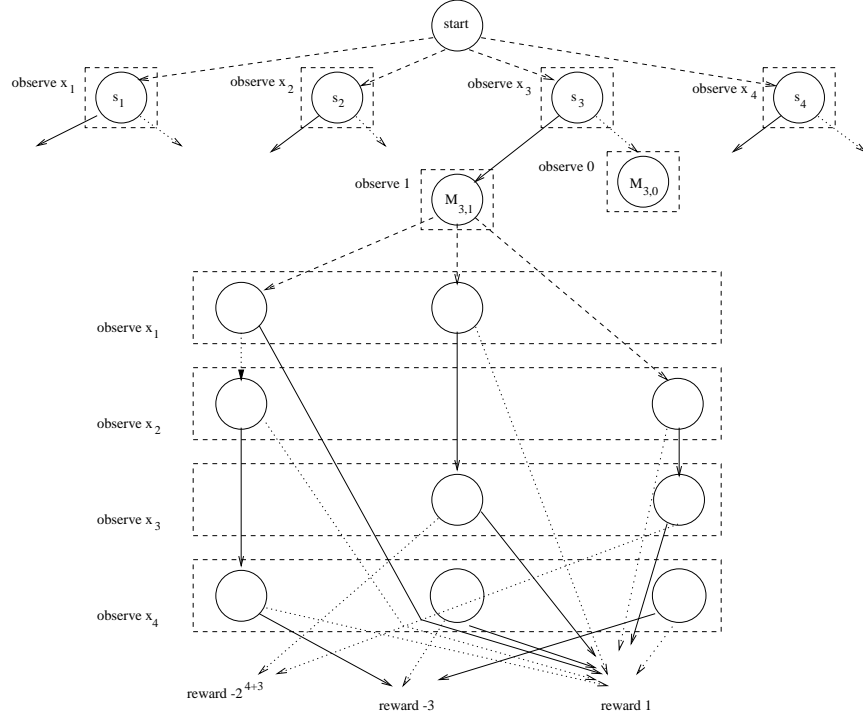 start
observe x1
s1
observe x2
s2
observe x3
s3
observe x4
s4
observe 1
M3,1
observe 0
M3,0
observe x1
observe x2
observe x3
observe x4
reward -2^4+3
reward -3
reward 1